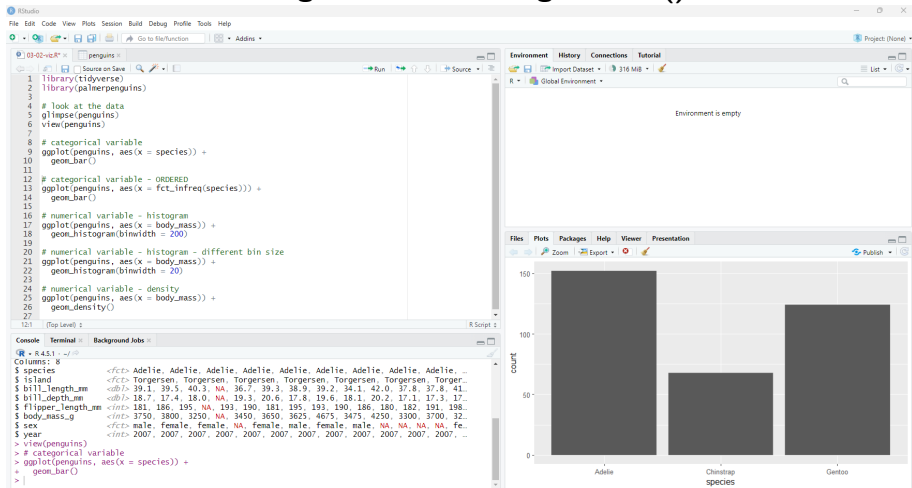 RStudio
File Edit Code View Plots Session Build Debug Profile Tools Help
Go to file/function Addins
Project: (None)
03-02-viz.R* penguins
Source on Save Run Source
1 library(tidyverse)
2 library(palmerpenguins)
3
4 # look at the data
5 glimpse(penguins)
6 view(penguins)
7
8 # categorical variable
9 ggplot(penguins, aes(x = species)) +
10 geom_bar()
11
12 # categorical variable - ORDERED
13 ggplot(penguins, aes(x = fct_infreq(species))) +
14 geom_bar()
15
16 # numerical variable - histogram
17 ggplot(penguins, aes(x = body_mass)) +
18 geom_histogram(binwidth = 200)
19
20 # numerical variable - histogram - different bin size
21 ggplot(penguins, aes(x = body_mass)) +
22 geom_histogram(binwidth = 20)
23
24 # numerical variable - density
25 ggplot(penguins, aes(x = body_mass)) +
26 geom_density()
27
12:1 (Top Level) R Script
Console Terminal Background Jobs
R 4.5.1 · ~/
Columns: 8
$ species <fct> Adelie, Adelie, Adelie, Adelie, Adelie, Adelie, Adelie, Adelie, …
$ island <fct> Torgersen, Torgersen, Torgersen, Torgersen, Torgersen, Torger…
$ bill_length_mm <dbl> 39.1, 39.5, 40.3, NA, 36.7, 39.3, 38.9, 39.2, 34.1, 42.0, 37.8, 37.8, 41…
$ bill_depth_mm <dbl> 18.7, 17.4, 18.0, NA, 19.3, 20.6, 17.8, 19.6, 18.1, 20.2, 17.1, 17.3, 17…
$ flipper_length_mm <int> 181, 186, 195, NA, 193, 190, 181, 195, 193, 190, 186, 180, 182, 191, 198…
$ body_mass_g <int> 3750, 3800, 3250, NA, 3450, 3650, 3625, 4675, 3475, 4250, 3300, 3700, 32…
$ sex <fct> male, female, female, NA, female, male, female, male, NA, NA, NA, NA, fe…
$ year <int> 2007, 2007, 2007, 2007, 2007, 2007, 2007, 2007, 2007, 2007, 2007, 2007, …
> view(penguins)
> # categorical variable
> ggplot(penguins, aes(x = species)) +
+ geom_bar()
>
Environment History Connections Tutorial
Import Dataset 316 MiB List
R Global Environment
Environment is empty
Files Plots Packages Help Viewer Presentation
Zoom Export Publish
150
100
50
0
count
Adelie Chinstrap Gentoo
species